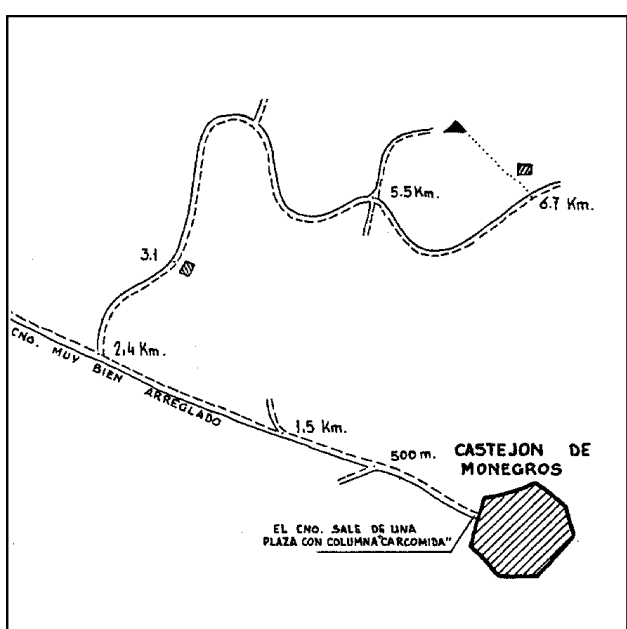 5.5 Km.
6.7 Km.
3.1
2,4 Km.
CNO. MUY BIEN ARREGLADO
1.5 Km.
500 m.
CASTEJON DE
MONEGROS
EL CNO. SALE DE UNA
PLAZA CON COLUMNA "CARCOMIDA"